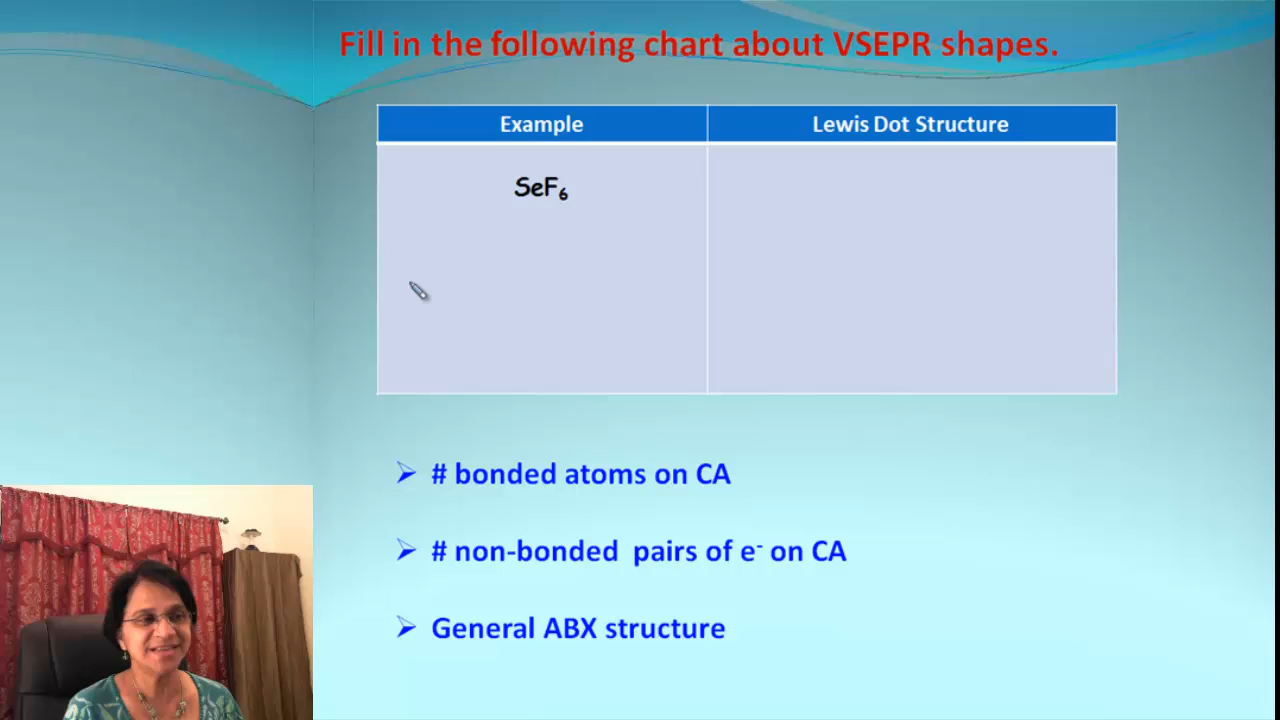 Fill in the following chart about VSEPR shapes.
Example
Lewis Dot Structure
SeF₆
➢ # bonded atoms on CA
➢ # non-bonded pairs of e⁻ on CA
➢ General ABX structure